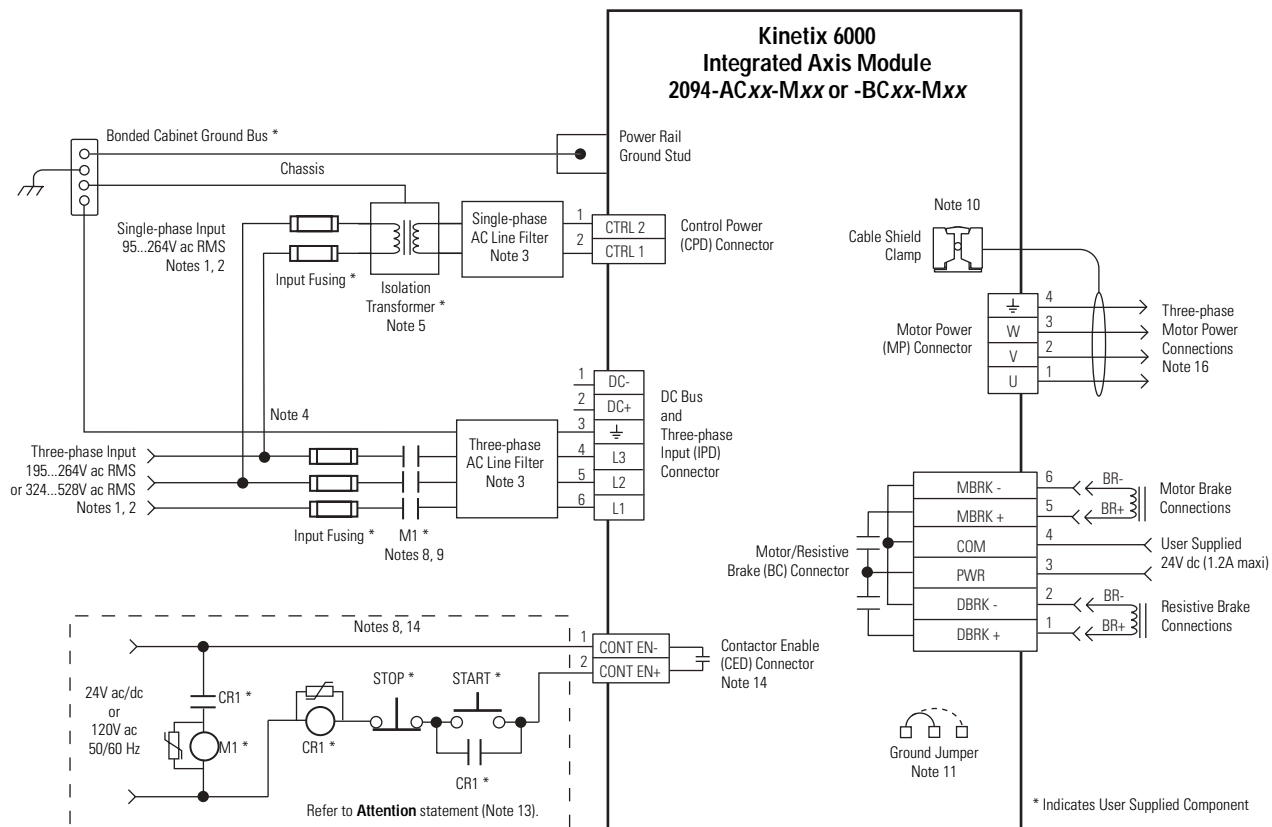 Kinetix 6000
Integrated Axis Module
2094-ACxx-Mxx or -BCxx-Mxx
Bonded Cabinet Ground Bus *
Chassis
Power Rail
Ground Stud
Single-phase Input
95...264V ac RMS
Notes 1, 2
Input Fusing *
Isolation
Transformer *
Note 5
Single-phase
AC Line Filter
Note 3
1
2
CTRL 2
CTRL 1
Control Power
(CPD) Connector
Note 10
Cable Shield
Clamp
Motor Power
(MP) Connector
W
V
U
4
3
2
1
Three-phase
Motor Power
Connections
Note 16
Note 4
Three-phase Input
195...264V ac RMS
or 324...528V ac RMS
Notes 1, 2
Input Fusing *
M1 *
Notes 8, 9
Three-phase
AC Line Filter
Note 3
1
2
3
4
5
6
DC-
DC+
L3
L2
L1
DC Bus
and
Three-phase
Input (IPD)
Connector
Motor/Resistive
Brake (BC) Connector
MBRK -
MBRK +
COM
PWR
DBRK -
DBRK +
6
5
4
3
2
1
BR-
BR+
Motor Brake
Connections
User Supplied
24V dc (1.2A maxi)
BR-
BR+
Resistive Brake
Connections
Notes 8, 14
24V ac/dc
or
120V ac
50/60 Hz
CR1 *
M1 *
CR1 *
STOP *
START *
CR1 *
Refer to Attention statement (Note 13).
1
2
CONT EN-
CONT EN+
Contactor Enable
(CED) Connector
Note 14
Ground Jumper
Note 11
* Indicates User Supplied Component